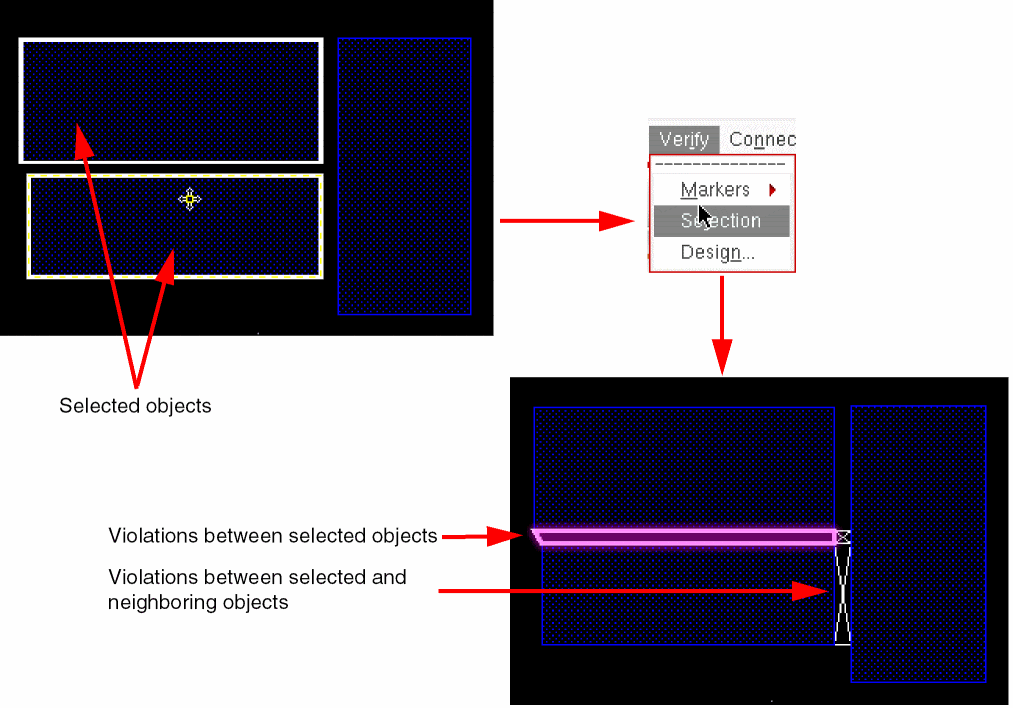 Verify Connec
Markers
Selection
Design...
Selected objects
Violations between selected objects
Violations between selected and
neighboring objects